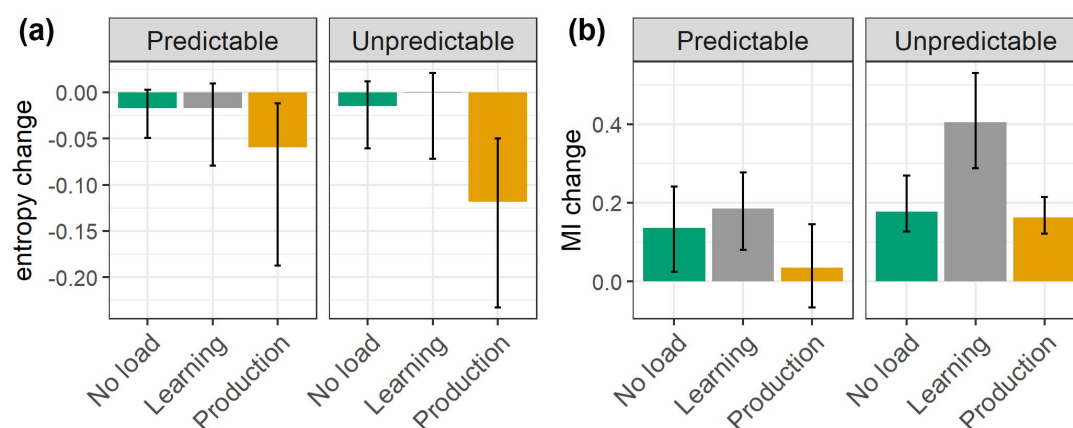 (a)
Predictable
Unpredictable
entropy change
0.00
-0.05
-0.10
-0.15
-0.20
No load
Learning
Production
No load
Learning
Production
(b)
Predictable
Unpredictable
MI change
0.4
0.2
0.0
No load
Learning
Production
No load
Learning
Production